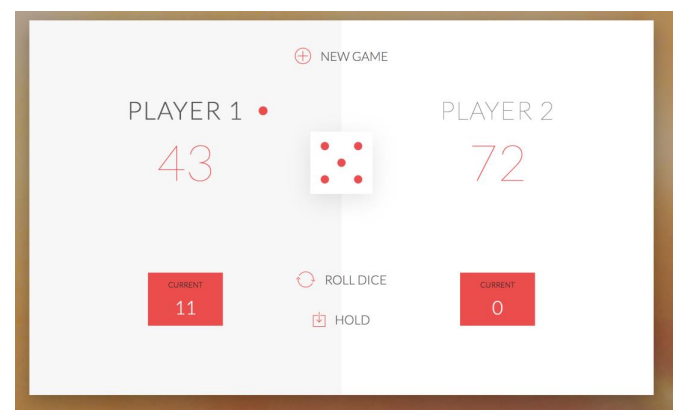 NEW GAME
PLAYER 1
PLAYER 2
43
72
CURRENT
11
ROLL DICE
CURRENT
0
HOLD